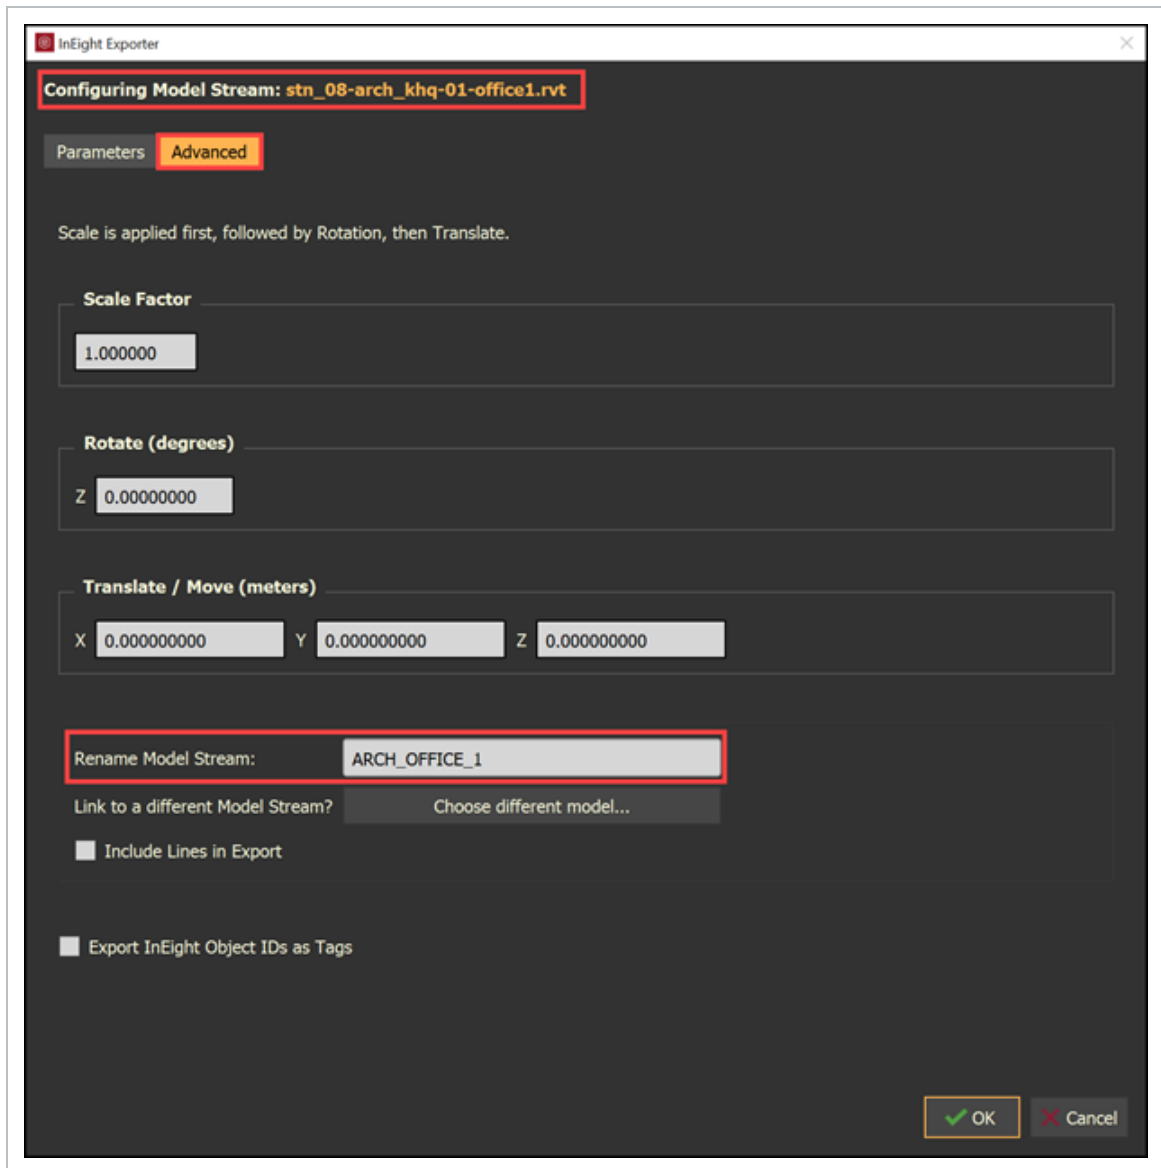 InEight Exporter
Configuring Model Stream: stn_08-arch_khq-01-office1.rvt
Parameters Advanced
Scale is applied first, followed by Rotation, then Translate.
Scale Factor
1.000000
Rotate (degrees)
Z 0.00000000
Translate / Move (meters)
X 0.000000000 Y 0.000000000 Z 0.000000000
Rename Model Stream: ARCH_OFFICE_1
Link to a different Model Stream? Choose different model...
Include Lines in Export
Export InEight Object IDs as Tags
OK Cancel